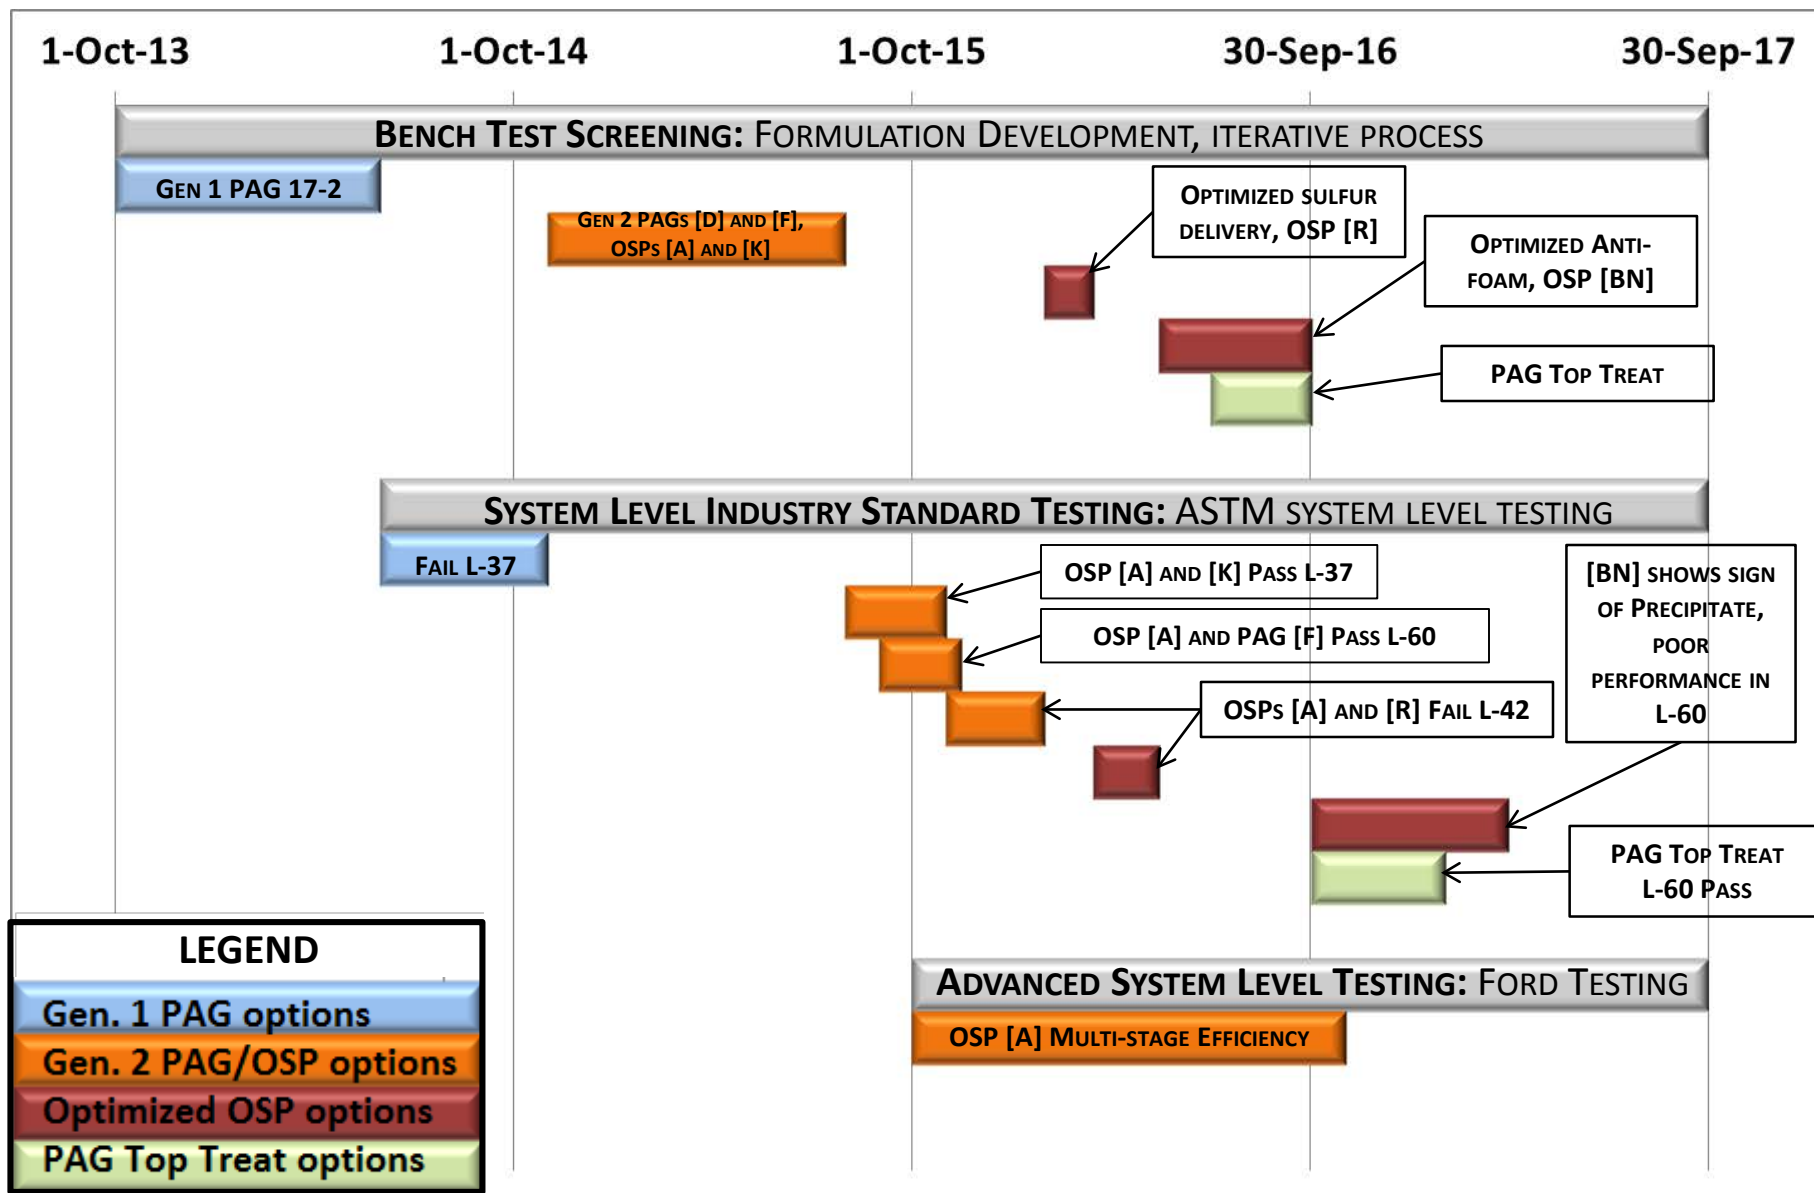 1-Oct-13
1-Oct-14
1-Oct-15
30-Sep-16
30-Sep-17
Bench Test Screening: Formulation Development, iterative process
Gen 1 PAG 17-2
Gen 2 PAGs [D] and [F],
OSPs [A] and [K]
Optimized sulfur
delivery, OSP [R]
Optimized Anti-
foam, OSP [BN]
PAG Top Treat
System Level Industry Standard Testing: ASTM system level testing
Fail L-37
OSP [A] and [K] Pass L-37
OSP [A] and PAG [F] Pass L-60
OSPs [A] and [R] Fail L-42
[BN] shows sign
of Precipitate,
poor
performance in
L-60
PAG Top Treat
L-60 Pass
Advanced System Level Testing: Ford Testing
OSP [A] Multi-stage Efficiency
LEGEND
Gen. 1 PAG options
Gen. 2 PAG/OSP options
Optimized OSP options
PAG Top Treat options